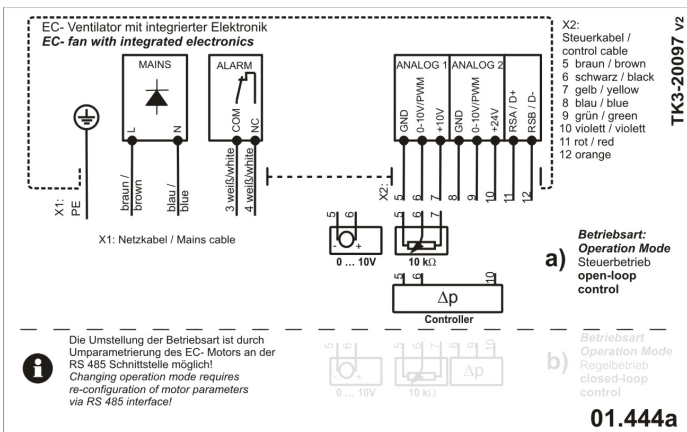 EC- Ventilator mit integrierter Elektronik
EC- fan with integrated electronics
MAINS
L
N
ALARM
COM
NC
ANALOG 1
ANALOG 2
GND
0-10V/PWM
+10V
GND
0-10V/PWM
+24V
RSA / D+
RSB / D-
X2:
Steuerkabel /
control cable
5 braun / brown
6 schwarz / black
7 gelb / yellow
8 blau / blue
9 grün / green
10 violett / violett
11 rot / red
12 orange
TK3-20097 V2
X1:
PE
braun /
brown
blau /
blue
3 weiß/white
4 weiß/white
X2:
5
6
7
8
9
10
11
12
X1: Netzkabel / Mains cable
5
6
- +
0 ... 10V
5
6
7
10 kΩ
5
6
10
Δp
Controller
a)
Betriebsart:
Operation Mode
Steuerbetrieb
open-loop
control
i
Die Umstellung der Betriebsart ist durch
Umparametrierung des EC- Motors an der
RS 485 Schnittstelle möglich!
Changing operation mode requires
re-configuration of motor parameters
via RS 485 interface!
5
6
- +
0 ... 10V
5
6
7
10 kΩ
8
9
10
Δp
b)
Betriebsart
Operation Mode
Regelbetrieb
closed-loop
control
01.444a